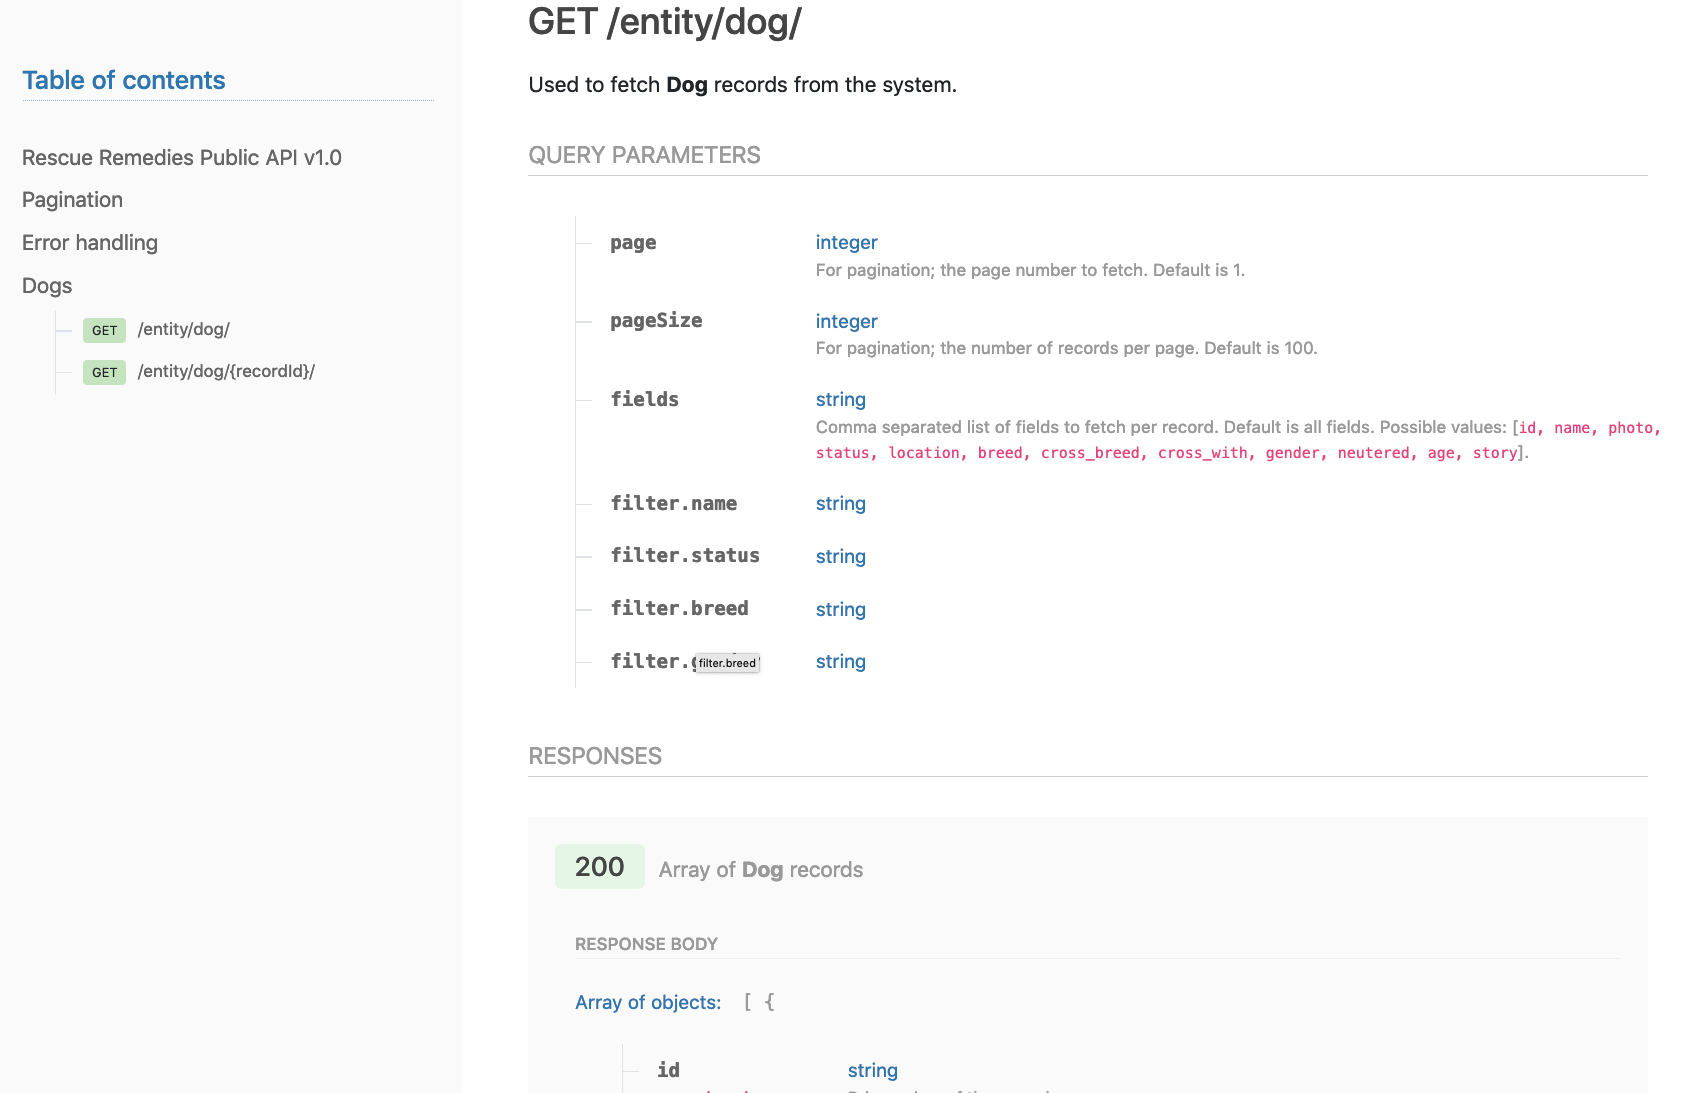 Table of contents
Rescue Remedies Public API v1.0
Pagination
Error handling
Dogs
GET /entity/dog/
GET /entity/dog/{recordId}/
GET /entity/dog/
Used to fetch Dog records from the system.
QUERY PARAMETERS
page integer
For pagination; the page number to fetch. Default is 1.
pageSize integer
For pagination; the number of records per page. Default is 100.
fields string
Comma separated list of fields to fetch per record. Default is all fields. Possible values: [id, name, photo,
status, location, breed, cross_breed, cross_with, gender, neutered, age, story].
filter.name string
filter.status string
filter.breed string
filter. string
filter.breed
RESPONSES
200 Array of Dog records
RESPONSE BODY
Array of objects: [ {
id string